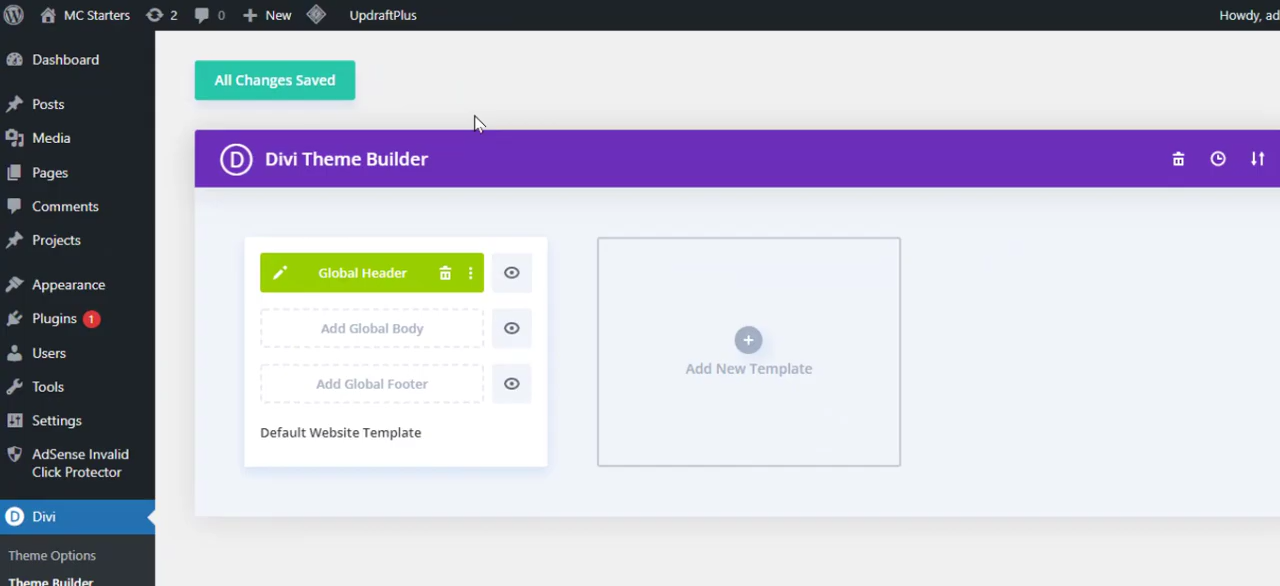 MC Starters
2
0
New
UpdraftPlus
Howdy, ad
Dashboard
Posts
Media
Pages
Comments
Projects
Appearance
Plugins 1
Users
Tools
Settings
AdSense Invalid
Click Protector
Divi
Theme Options
Theme Builder
All Changes Saved
D Divi Theme Builder
Global Header
Add Global Body
Add Global Footer
Default Website Template
Add New Template